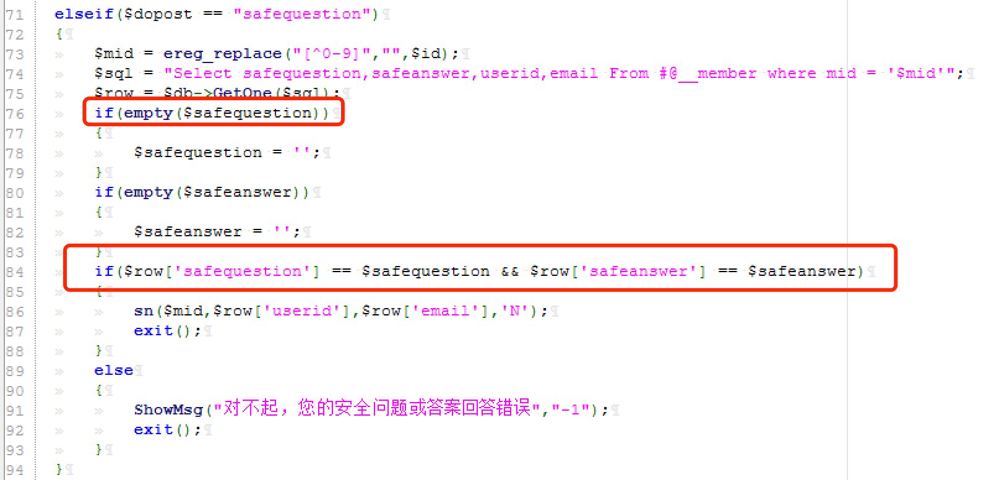 71 elseif($dopost == "safequestion")¶
72 {¶
73 » $mid = ereg_replace("[^0-9]","",$id);¶
74 » $sql = "Select safequestion,safeanswer,userid,email From #@__member where mid = '$mid'";¶
75 » $row = $db->GetOne($sql);¶
76 » if(empty($safequestion))¶
77 » {¶
78 » » $safequestion = '';¶
79 » }¶
80 » if(empty($safeanswer))¶
81 » {¶
82 » » $safeanswer = '';¶
83 » }¶
84 » if($row['safequestion'] == $safequestion && $row['safeanswer'] == $safeanswer)¶
85 » {¶
86 » » sn($mid,$row['userid'],$row['email'],'N');¶
87 » » exit();¶
88 » }¶
89 » else¶
90 » {¶
91 » » ShowMsg("对不起，您的安全问题或答案回答错误","-1");¶
92 » » exit();¶
93 » }¶
94 }¶